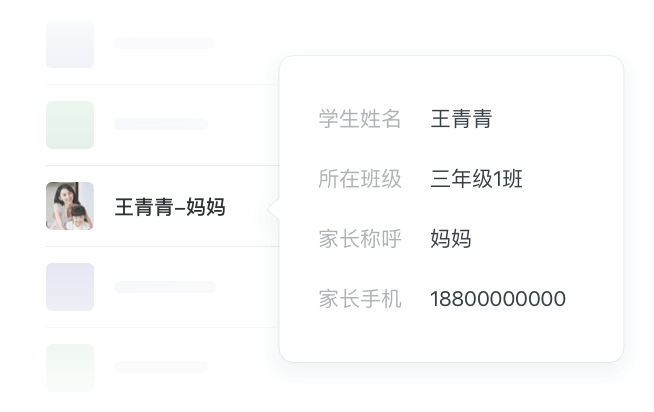 王青青-妈妈
学生姓名 王青青
所在班级 三年级1班
家长称呼 妈妈
家长手机 18800000000